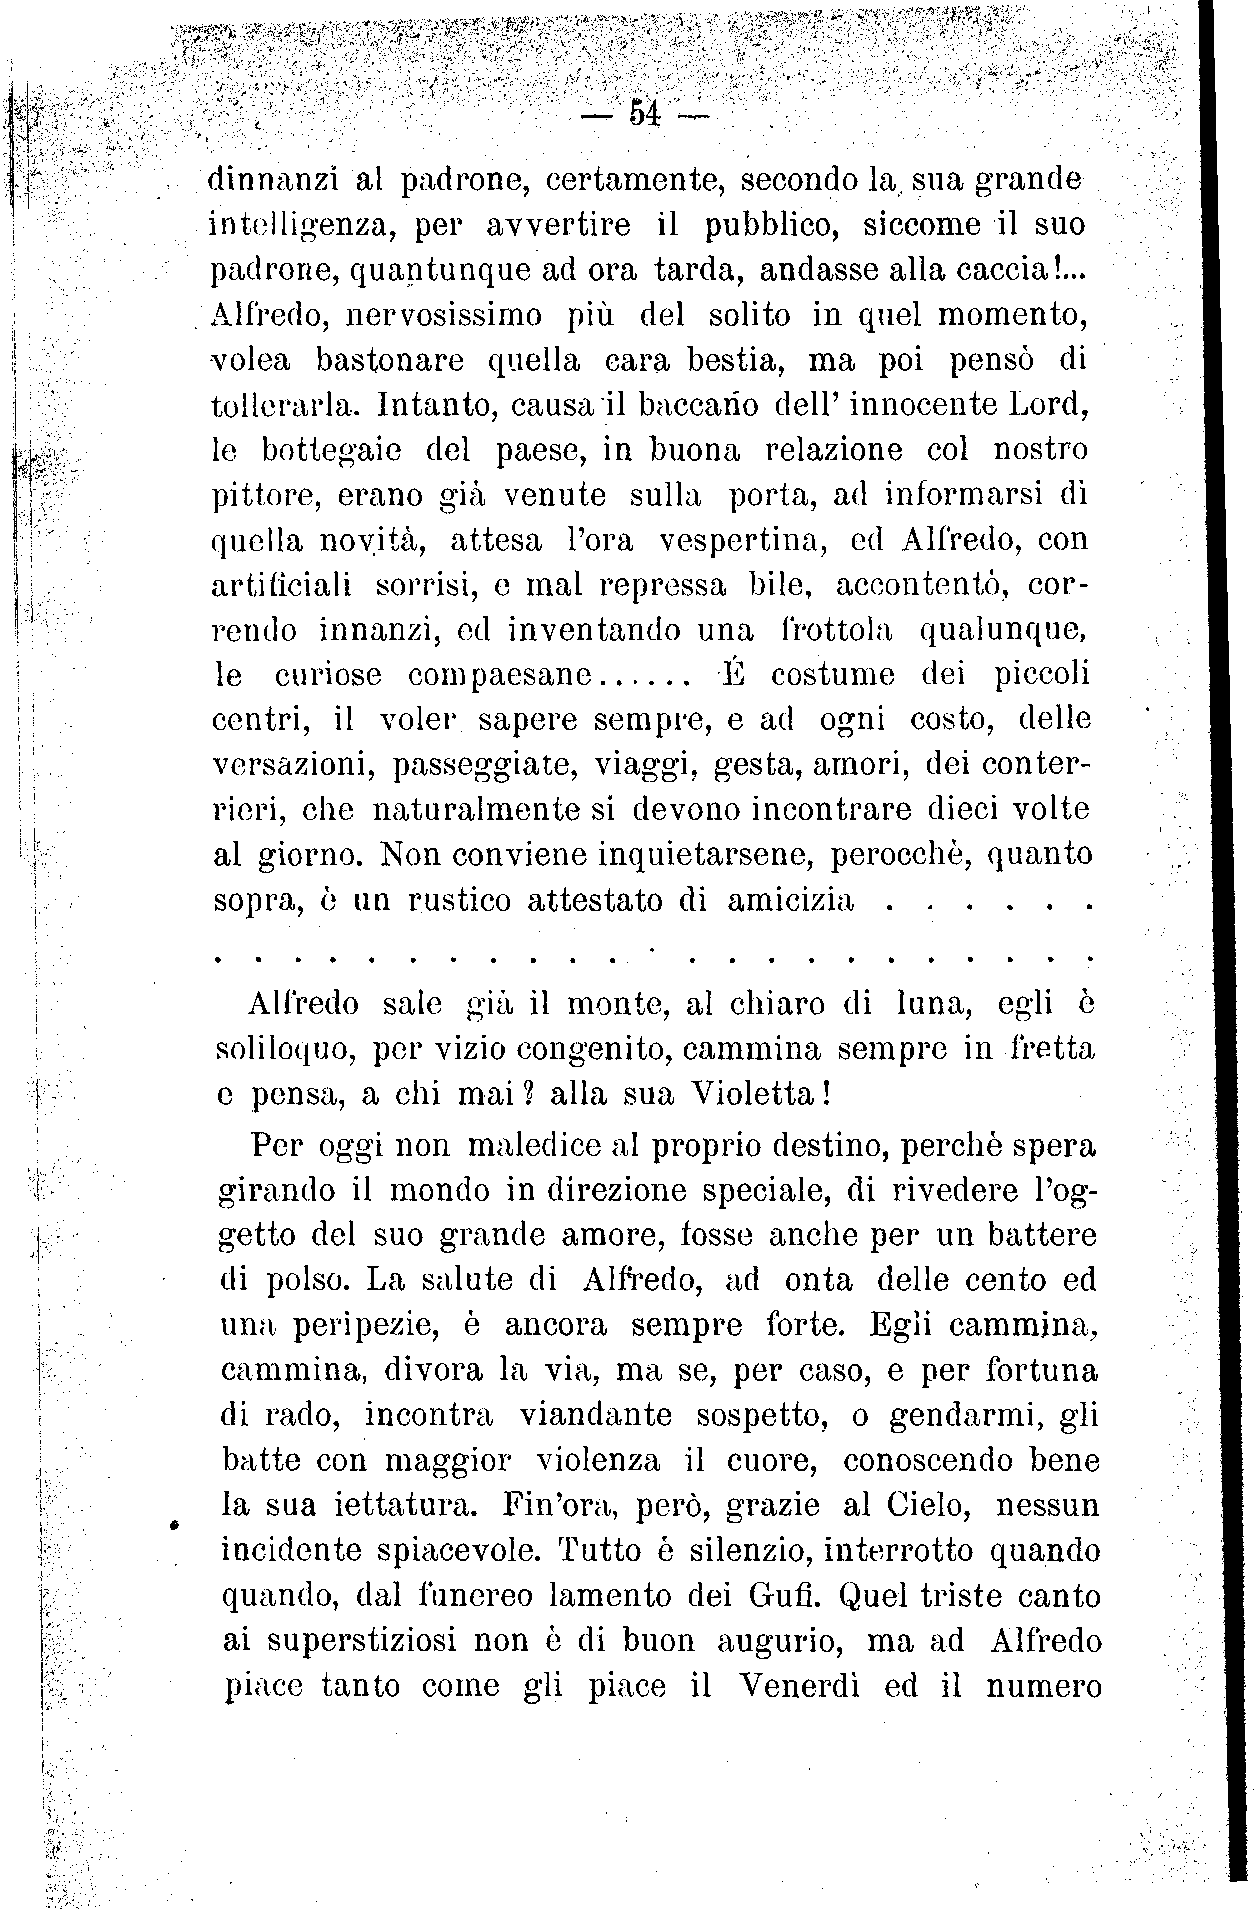 — 54 —
dinnanzi al padrone, certamente, secondo la sua grande
intelligenza, per avvertire il pubblico, siccome il suo
padrone, quantunque ad ora tarda, andasse alla caccia!...
Alfredo, nervosissimo più del solito in quel momento,
volea bastonare quella cara bestia, ma poi pensò di
tollerarla. Intanto, causa il baccaño dell' innocente Lord,
le bottegaie del paese, in buona relazione col nostro
pittore, erano già venute sulla porta, ad informarsi di
quella novità, attesa l'ora vespertina, ed Alfredo, con
artificiali sorrisi, e mal repressa bile, accontentò, cor-
rendo innanzi, ed inventando una frottola qualunque,
le curiose compaesane...... É costume dei piccoli
centri, il voler sapere sempre, e ad ogni costo, delle
versazioni, passeggiate, viaggi, gesta, amori, dei conter-
rieri, che naturalmente si devono incontrare dieci volte
al giorno. Non conviene inquietarsene, perocchè, quanto
sopra, è un rustico attestato di amicizia . . . . . .
. . . . . . . . . . . . . . . . . . . . . . .
Alfredo sale già il monte, al chiaro di luna, egli è
soliloquo, per vizio congenito, cammina sempre in fretta
e pensa, a chi mai? alla sua Violetta!
Per oggi non maledice al proprio destino, perchè spera
girando il mondo in direzione speciale, di rivedere l'og-
getto del suo grande amore, fosse anche per un battere
di polso. La salute di Alfredo, ad onta delle cento ed
una peripezie, è ancora sempre forte. Egli cammina,
cammina, divora la via, ma se, per caso, e per fortuna
di rado, incontra viandante sospetto, o gendarmi, gli
batte con maggior violenza il cuore, conoscendo bene
la sua iettatura. Fin'ora, però, grazie al Cielo, nessun
incidente spiacevole. Tutto è silenzio, interrotto quando
quando, dal funereo lamento dei Gufi. Quel triste canto
ai superstiziosi non è di buon augurio, ma ad Alfredo
piace tanto come gli piace il Venerdì ed il numero